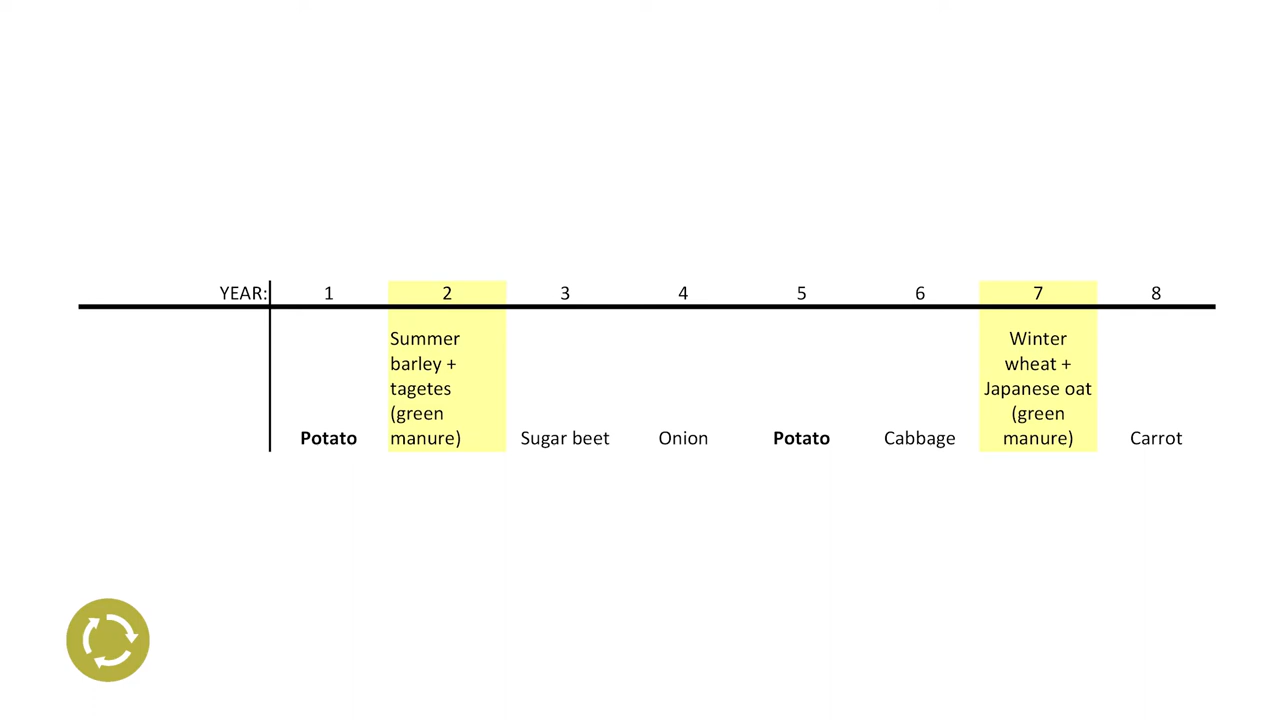 YEAR: 1 2 3 4 5 6 7 8
Potato
Summer
barley +
tagetes
(green
manure)
Sugar beet
Onion
Potato
Cabbage
Winter
wheat +
Japanese oat
(green
manure)
Carrot